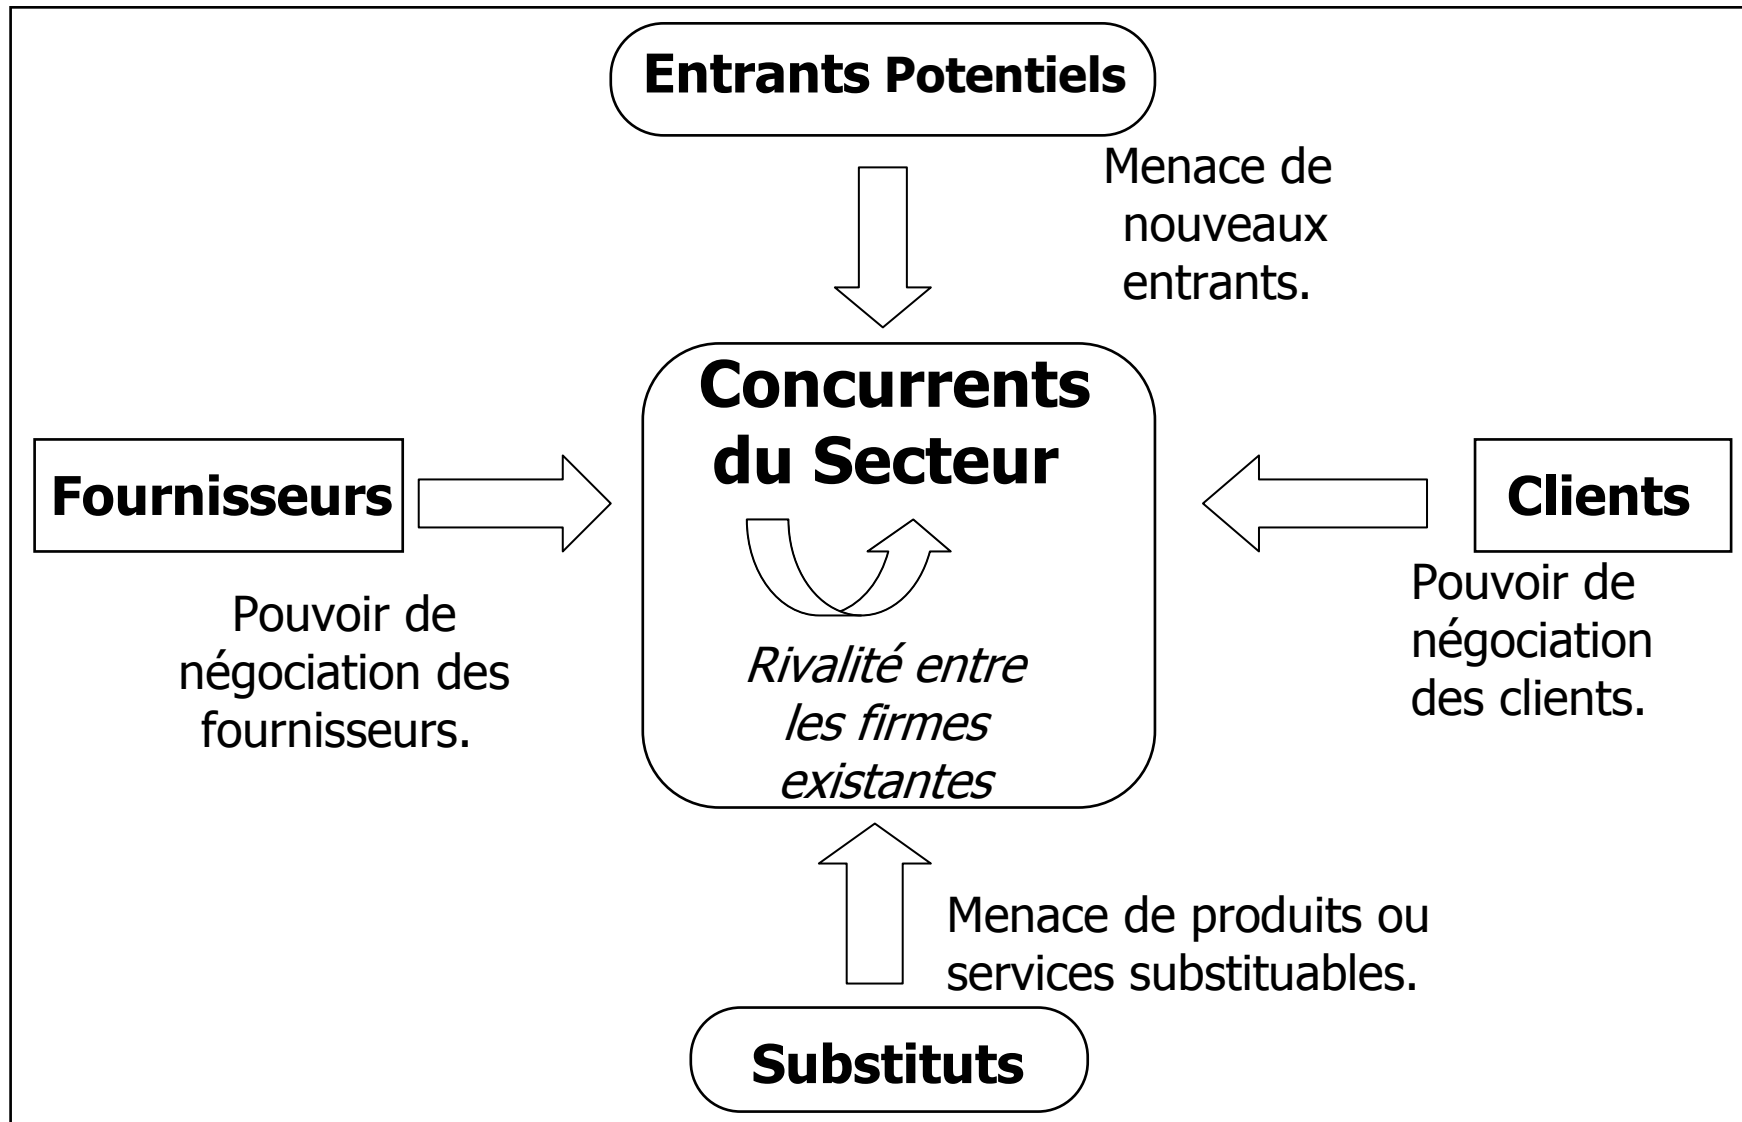 Entrants Potentiels
Menace de
nouveaux
entrants.
Concurrents
du Secteur
Fournisseurs
Clients
Pouvoir de
négociation des
fournisseurs.
Rivalité entre
les firmes
existantes
Pouvoir de
négociation
des clients.
Menace de produits ou
services substituables.
Substituts